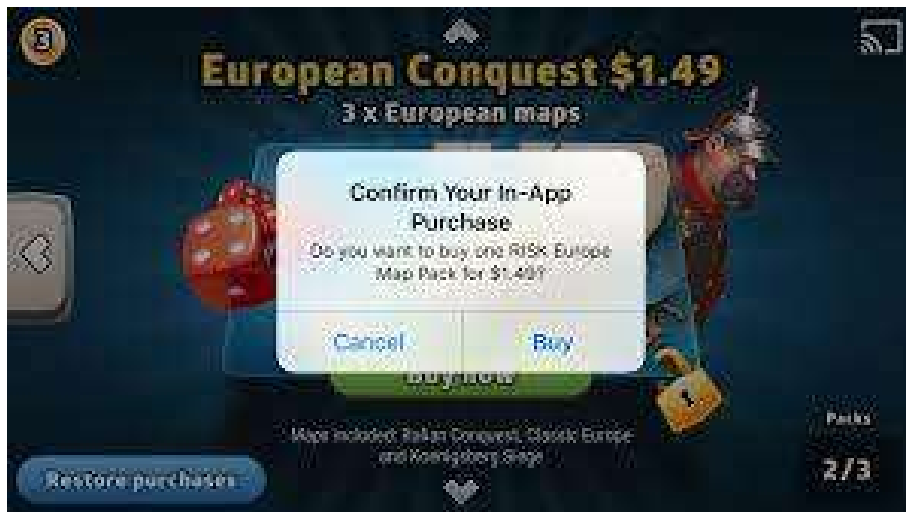 European Conquest $1.49
3 x European maps
Confirm Your In-App
Purchase
Do you want to buy one RISK Europe
Map Pack for $1.49?
Cancel
Buy
Buy now
1
Maps included: Balkan Conquest, Classic Europe
and Koenigsberg Siege
Restore purchases
Packs
2/3